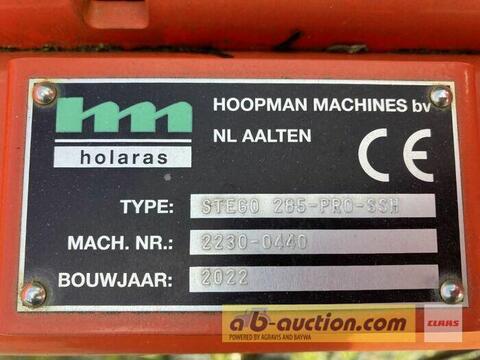 HOOPMAN MACHINES bv
NL AALTEN
hm
holaras
CE
TYPE: STEGO 285-PRO-SSH
MACH. NR.: 2230-0440
BOUWJAAR: 2022
ab-auction.com
POWERED BY AGRAVIS AND BAYWA
CLAAS